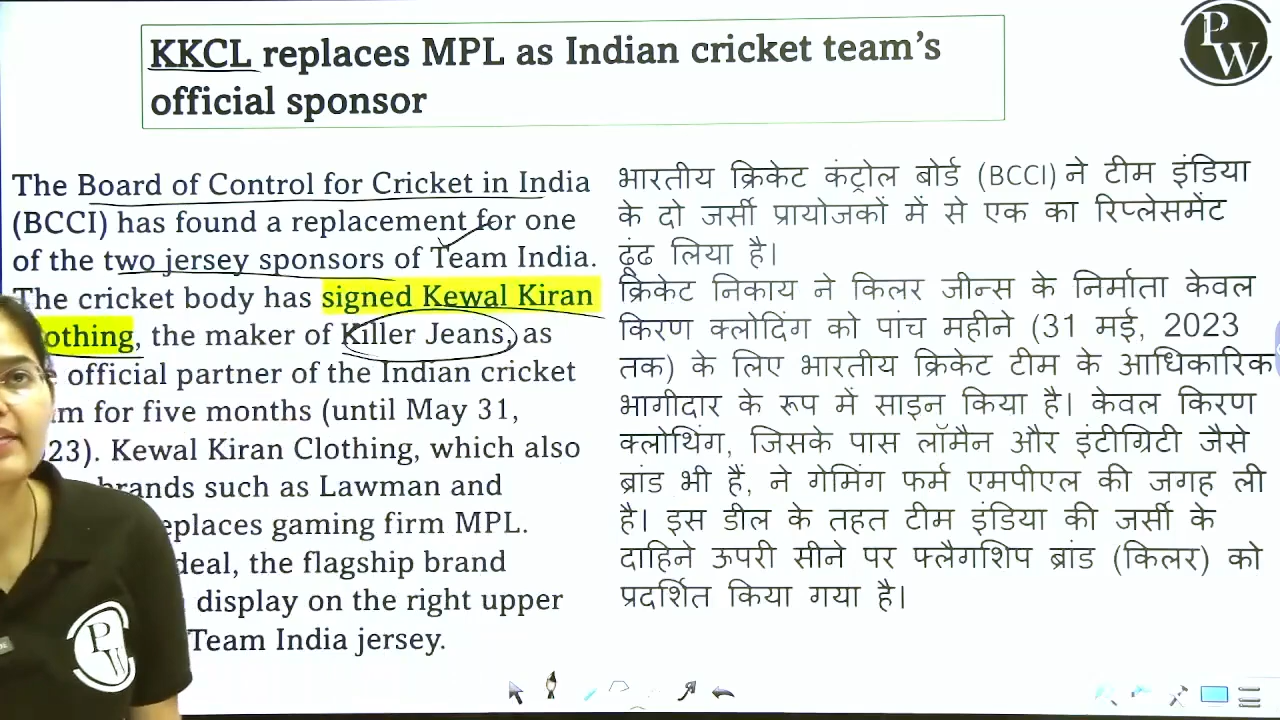 KKCL replaces MPL as Indian cricket team's
official sponsor
PW
The Board of Control for Cricket in India
(BCCI) has found a replacement for one
of the two jersey sponsors of Team India.
The cricket body has signed Kewal Kiran
othing, the maker of Killer Jeans, as
official partner of the Indian cricket
m for five months (until May 31,
23). Kewal Kiran Clothing, which also
brands such as Lawman and
eplaces gaming firm MPL.
deal, the flagship brand
display on the right upper
Team India jersey.
भारतीय क्रिकेट कंट्रोल बोर्ड (BCCI) ने टीम इंडिया
के दो जर्सी प्रायोजकों में से एक का रिप्लेसमेंट
ढूंढ लिया है।
क्रिकेट निकाय ने किलर जीन्स के निर्माता केवल
किरण क्लोदिंग को पांच महीने (31 मई, 2023
तक) के लिए भारतीय क्रिकेट टीम के आधिकारिक
भागीदार के रूप में साइन किया है। केवल किरण
क्लोथिंग, जिसके पास लॉमैन और इंटीग्रिटी जैसे
ब्रांड भी हैं, ने गेमिंग फर्म एमपीएल की जगह ली
है। इस डील के तहत टीम इंडिया की जर्सी के
दाहिने ऊपरी सीने पर फ्लैगशिप ब्रांड (किलर) को
प्रदर्शित किया गया है।
PW